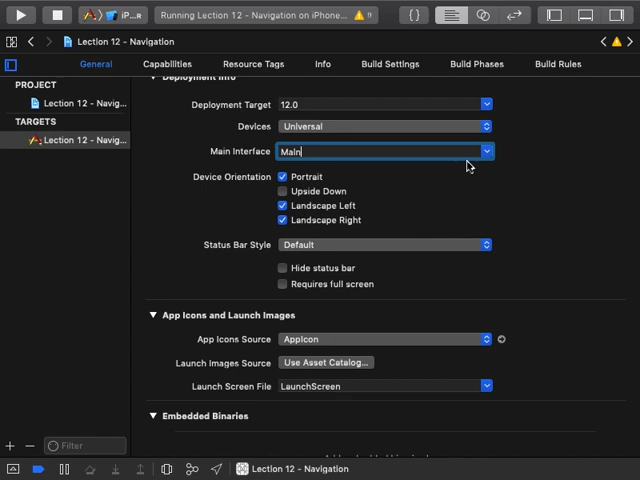 iP...R
Running Lection 12 - Navigation on iPhone...
Lection 12 - Navigation
General
Capabilities
Resource Tags
Info
Build Settings
Build Phases
Build Rules
PROJECT
Lection 12 - Navig...
TARGETS
Lection 12 - Navig...
Deployment Info
Deployment Target
12.0
Devices
Universal
Main Interface
Main
Device Orientation
Portrait
Upside Down
Landscape Left
Landscape Right
Status Bar Style
Default
Hide status bar
Requires full screen
App Icons and Launch Images
App Icons Source
AppIcon
Launch Images Source
Use Asset Catalog...
Launch Screen File
LaunchScreen
Embedded Binaries
Filter
Lection 12 - Navigation